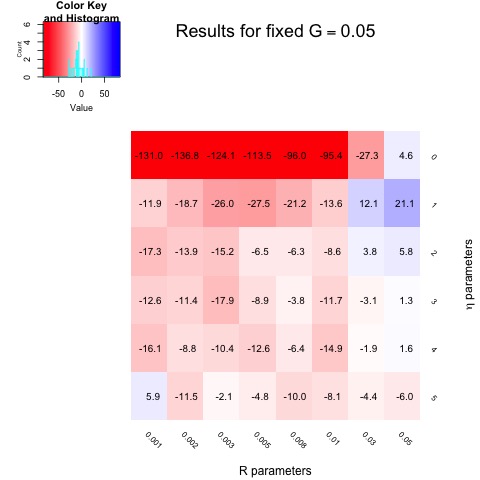 Color Key
and Histogram
Results for fixed G = 0.05
Count
0 2 4 6
-50 0 50
Value
-131.0 -136.8 -124.1 -113.5 -96.0 -95.4 -27.3 4.6 0
-11.9 -18.7 -26.0 -27.5 -21.2 -13.6 12.1 21.1 1
-17.3 -13.9 -15.2 -6.5 -6.3 -8.6 3.8 5.8 2
-12.6 -11.4 -17.9 -8.9 -3.8 -11.7 -3.1 1.3 3
-16.1 -8.8 -10.4 -12.6 -6.4 -14.9 -1.9 1.6 4
5.9 -11.5 -2.1 -4.8 -10.0 -8.1 -4.4 -6.0 5
η parameters
0.001 0.002 0.003 0.005 0.008 0.01 0.03 0.05
R parameters